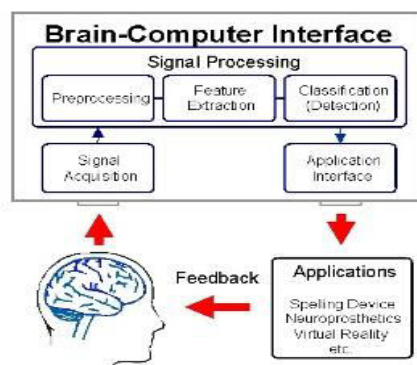 Brain-Computer Interface
Signal Processing
Preprocessing
Feature
Extraction
Classification
(Detection)
Signal
Acquisition
Application
Interface
Feedback
Applications
Spelling Device
Neuroprosthetics
Virtual Reality
etc.